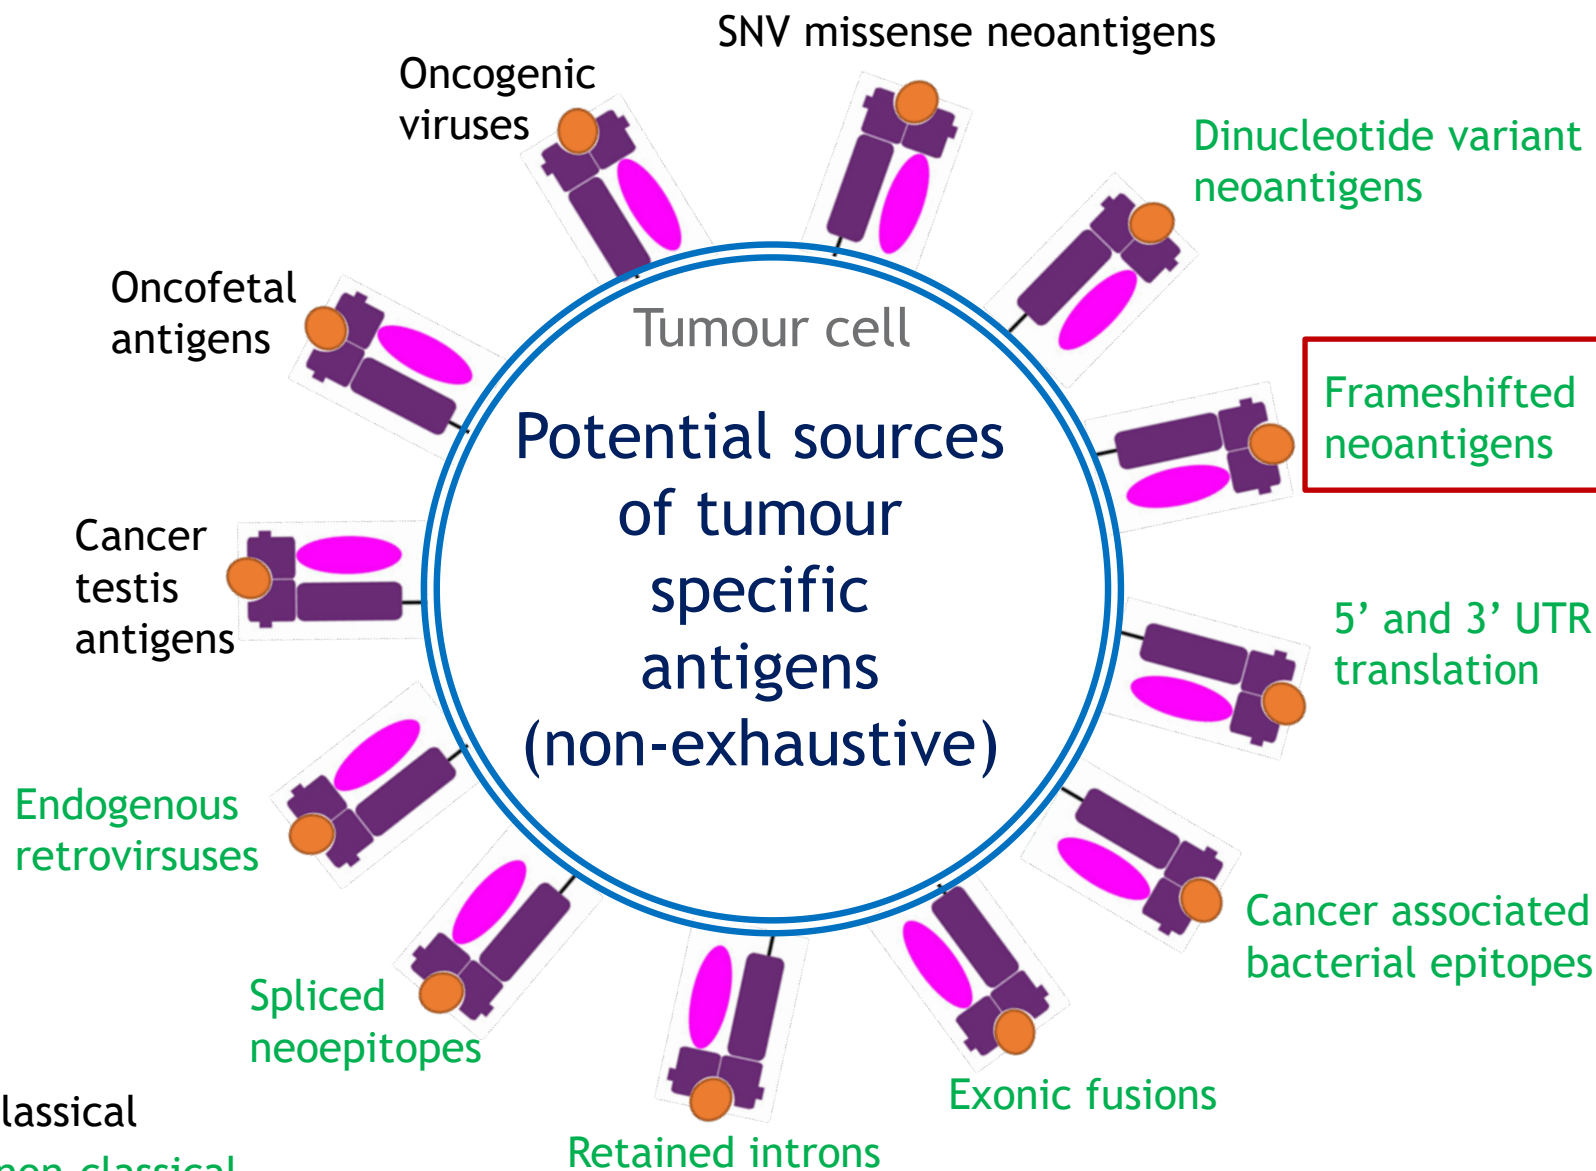 SNV missense neoantigens
Oncogenic
viruses
Dinucleotide variant
neoantigens
Oncofetal
antigens
Tumour cell
Frameshifted
neoantigens
Potential sources
of tumour
specific
antigens
(non-exhaustive)
Cancer
testis
antigens
5’ and 3’ UTR
translation
Endogenous
retrovirsuses
Cancer associated
bacterial epitopes
Spliced
neoepitopes
Exonic fusions
Retained introns
lassical
non classical